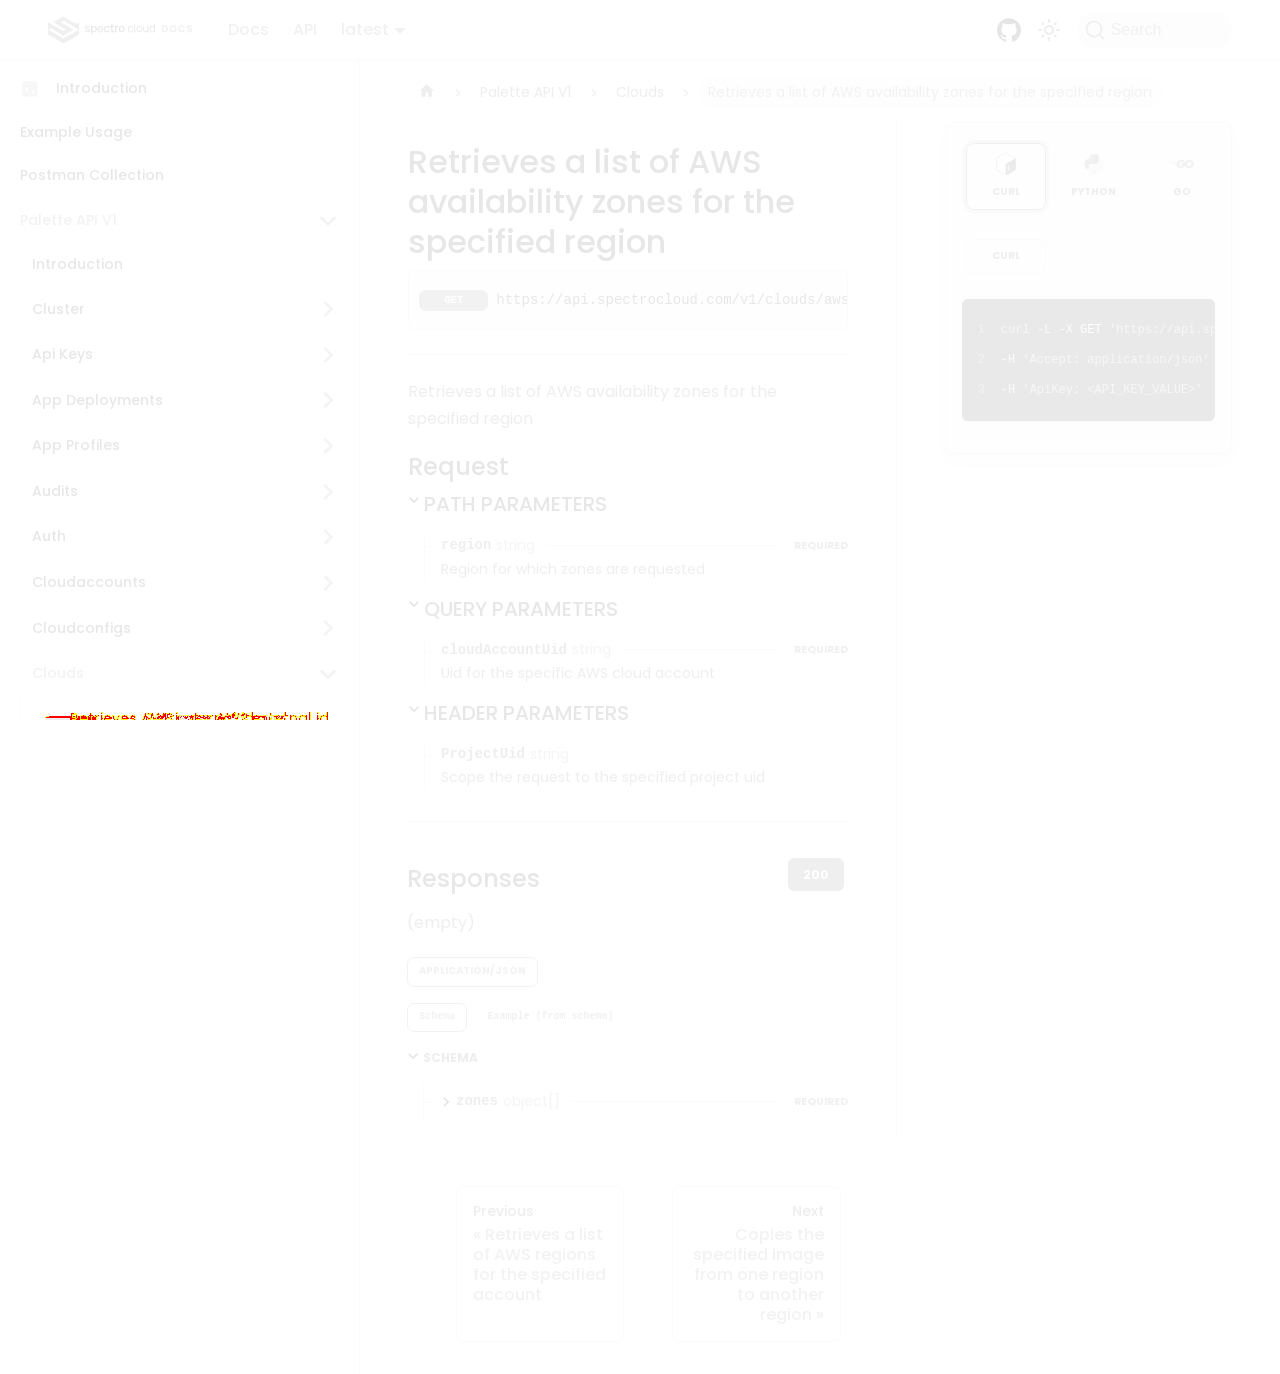 spectro cloud DOCS
Docs
API
latest
Search
Introduction
Example Usage
Postman Collection
Palette API V1
Introduction
Cluster
Api Keys
App Deployments
App Profiles
Audits
Auth
Cloudaccounts
Cloudconfigs
Clouds
Palette API V1
Clouds
Retrieves a list of AWS availability zones for the specified region
Retrieves a list of AWS
availability zones for the
specified region
GET https://api.spectrocloud.com/v1/clouds/aws
Retrieves a list of AWS availability zones for the
specified region
Request
PATH PARAMETERS
region string REQUIRED
Region for which zones are requested
QUERY PARAMETERS
cloudAccountUid string REQUIRED
Uid for the specific AWS cloud account
HEADER PARAMETERS
ProjectUid string
Scope the request to the specified project uid
Responses
200
(empty)
APPLICATION/JSON
Schema
Example (from schema)
SCHEMA
zones object[] REQUIRED
Previous
« Retrieves a list
of AWS regions
for the specified
account
Next
Copies the
specified image
from one region
to another
region »
CURL
PYTHON
GO
GO
CURL
1 curl -L -X GET 'https://api.sp
2 -H 'Accept: application/json'
3 -H 'ApiKey: <API_KEY_VALUE>'